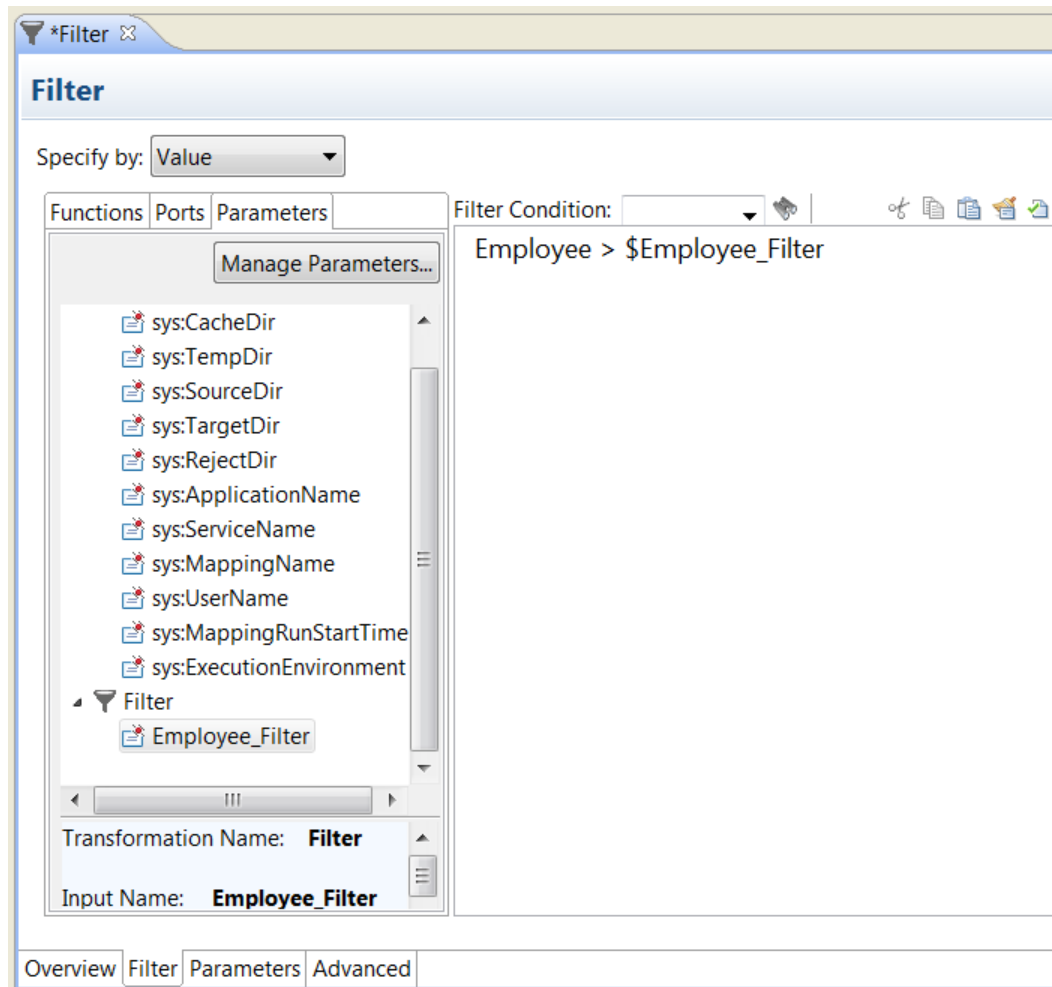 *Filter
Filter
Specify by: Value
Functions Ports Parameters
Filter Condition:
Manage Parameters...
Employee > $Employee_Filter
sys:CacheDir
sys:TempDir
sys:SourceDir
sys:TargetDir
sys:RejectDir
sys:ApplicationName
sys:ServiceName
sys:MappingName
sys:UserName
sys:MappingRunStartTime
sys:ExecutionEnvironment
Filter
Employee_Filter
Transformation Name: Filter
Input Name: Employee_Filter
Overview Filter Parameters Advanced